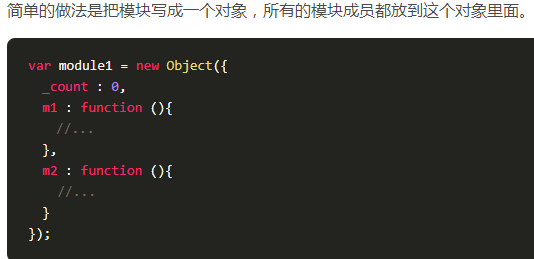 简单的做法是把模块写成一个对象，所有的模块成员都放到这个对象里面。
var module1 = new Object({
  _count : 0,
  m1 : function (){
    //...
  },
  m2 : function (){
    //...
  }
});